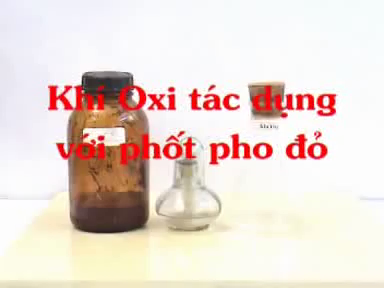 Khí Oxi tác dụng
với phốt pho đỏ